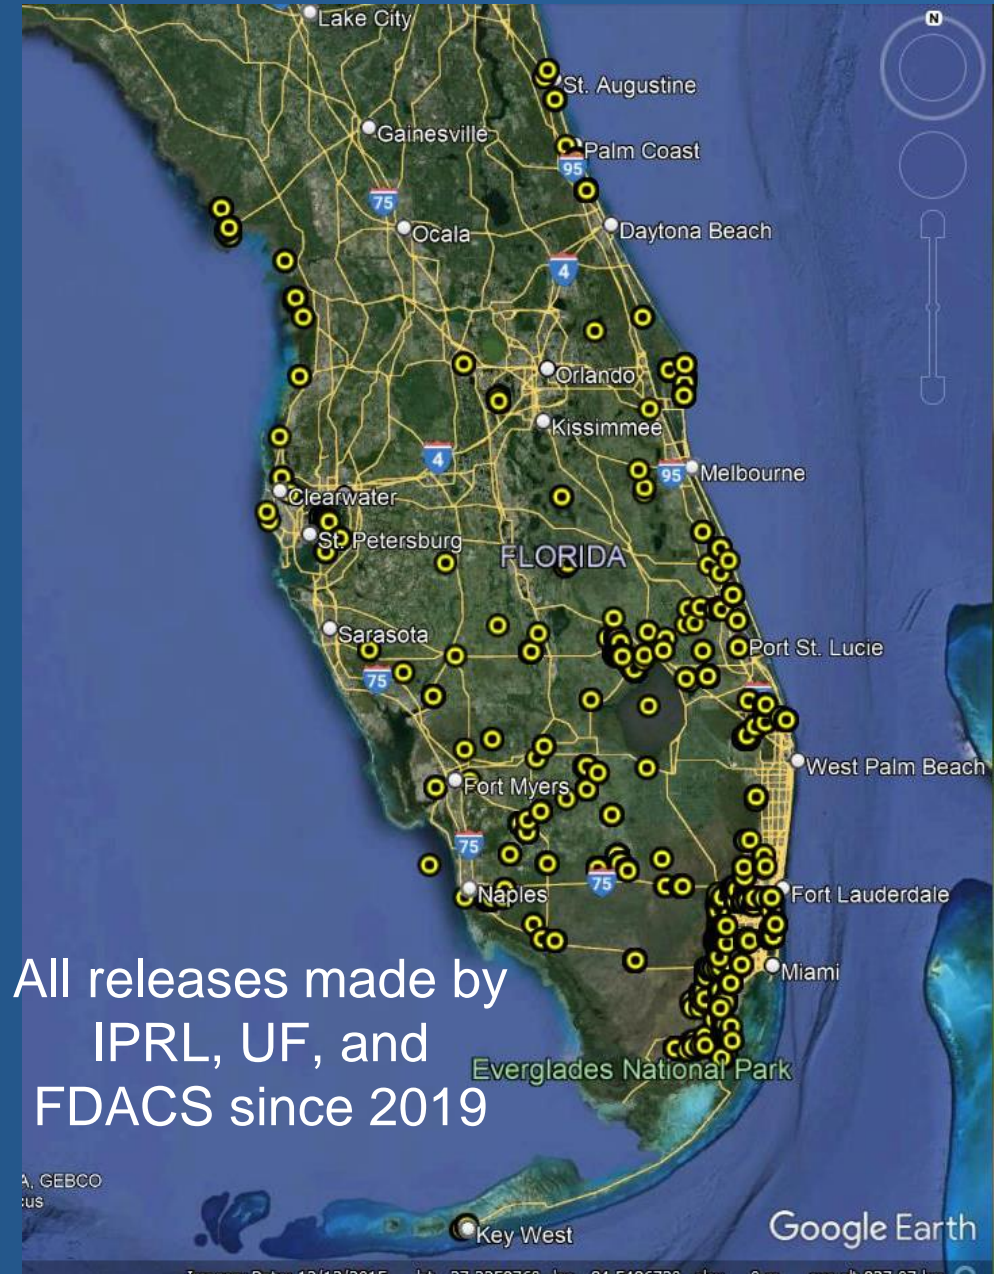 N
Lake City
St. Augustine
Gainesville
Palm Coast
95
75
Ocala
Daytona Beach
4
Orlando
Kissimmee
4
95
Melbourne
Clearwater
St. Petersburg
FLORIDA
Sarasota
Port St. Lucie
75
West Palm Beach
Fort Myers
75
75
Naples
Fort Lauderdale
Miami
All releases made by
IPRL, UF, and
FDACS since 2019
Everglades National Park
A, GEBCO
Key West
Google Earth